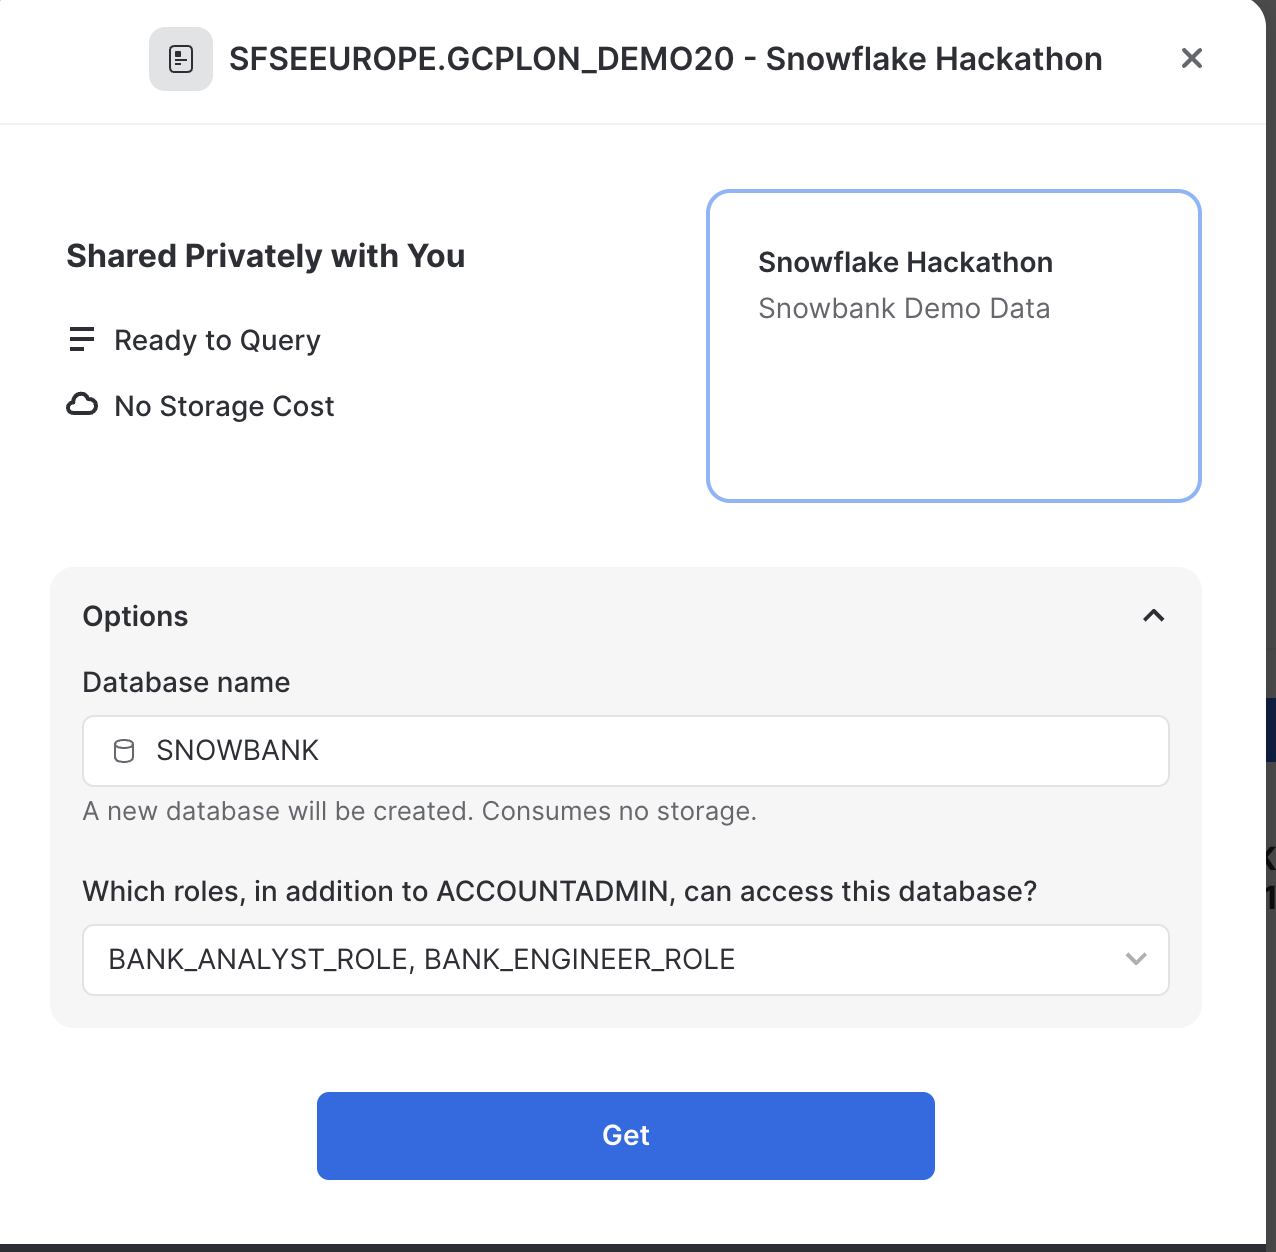 SFSEEUROPE.GCPLON_DEMO20 - Snowflake Hackathon
Shared Privately with You
Ready to Query
No Storage Cost
Snowflake Hackathon
Snowbank Demo Data
Options
Database name
SNOWBANK
A new database will be created. Consumes no storage.
Which roles, in addition to ACCOUNTADMIN, can access this database?
BANK_ANALYST_ROLE, BANK_ENGINEER_ROLE
Get